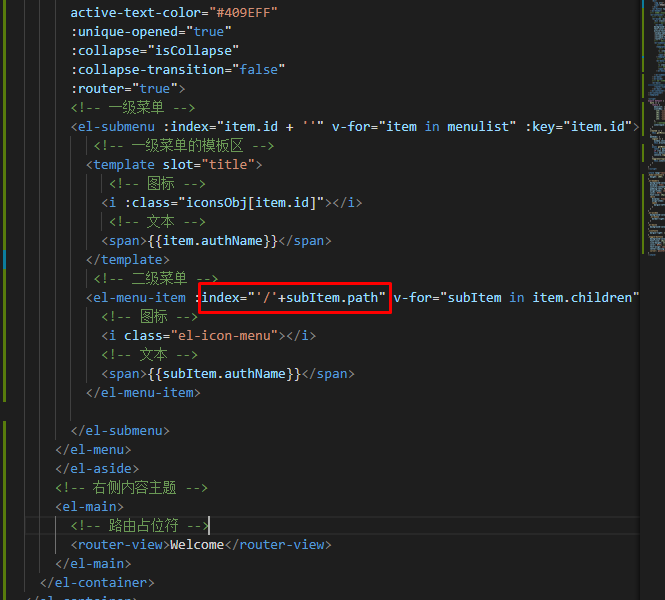 active-text-color="#409EFF"
:unique-opened="true"
:collapse="isCollapse"
:collapse-transition="false"
:router="true">
<!-- 一级菜单 -->
<el-submenu :index="item.id + ''" v-for="item in menulist" :key="item.id">
<!-- 一级菜单的模板区 -->
<template slot="title">
<!-- 图标 -->
<i :class="iconsObj[item.id]"></i>
<!-- 文本 -->
<span>{{item.authName}}</span>
</template>
<!-- 二级菜单 -->
<el-menu-item :index="'/'+subItem.path" v-for="subItem in item.children"
<!-- 图标 -->
<i class="el-icon-menu"></i>
<!-- 文本 -->
<span>{{subItem.authName}}</span>
</el-menu-item>
</el-submenu>
</el-menu>
</el-aside>
<!-- 右侧内容主题 -->
<el-main>
<!-- 路由占位符 -->
<router-view>Welcome</router-view>
</el-main>
</el-container>
</el-container>